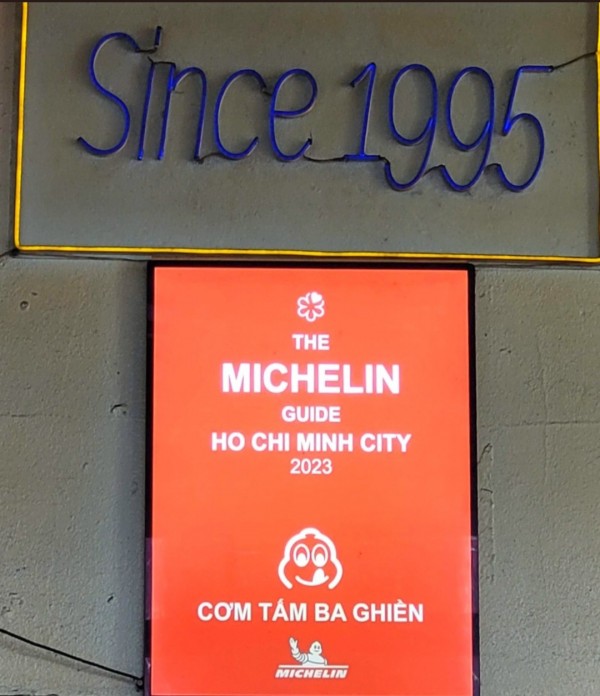 Since 1995
THE
MICHELIN
GUIDE
HO CHI MINH CITY
2023
CƠM TẤM BA GHIỀN
MICHELIN